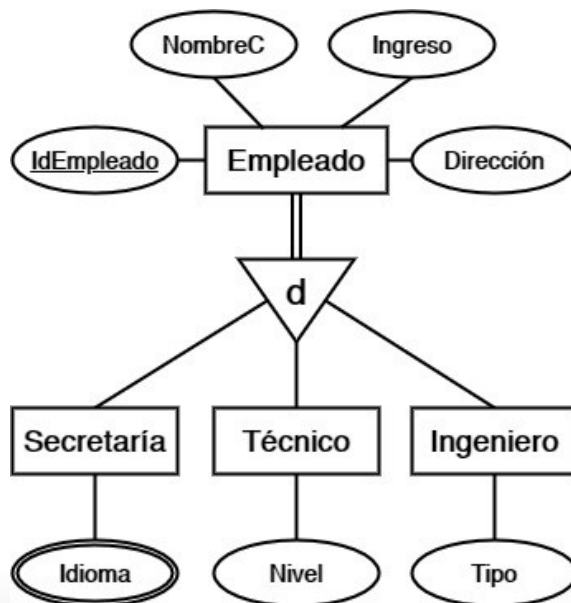 NombreC Ingreso
IdEmpleado Empleado Dirección
d
Secretaría Técnico Ingeniero
Idioma Nivel Tipo